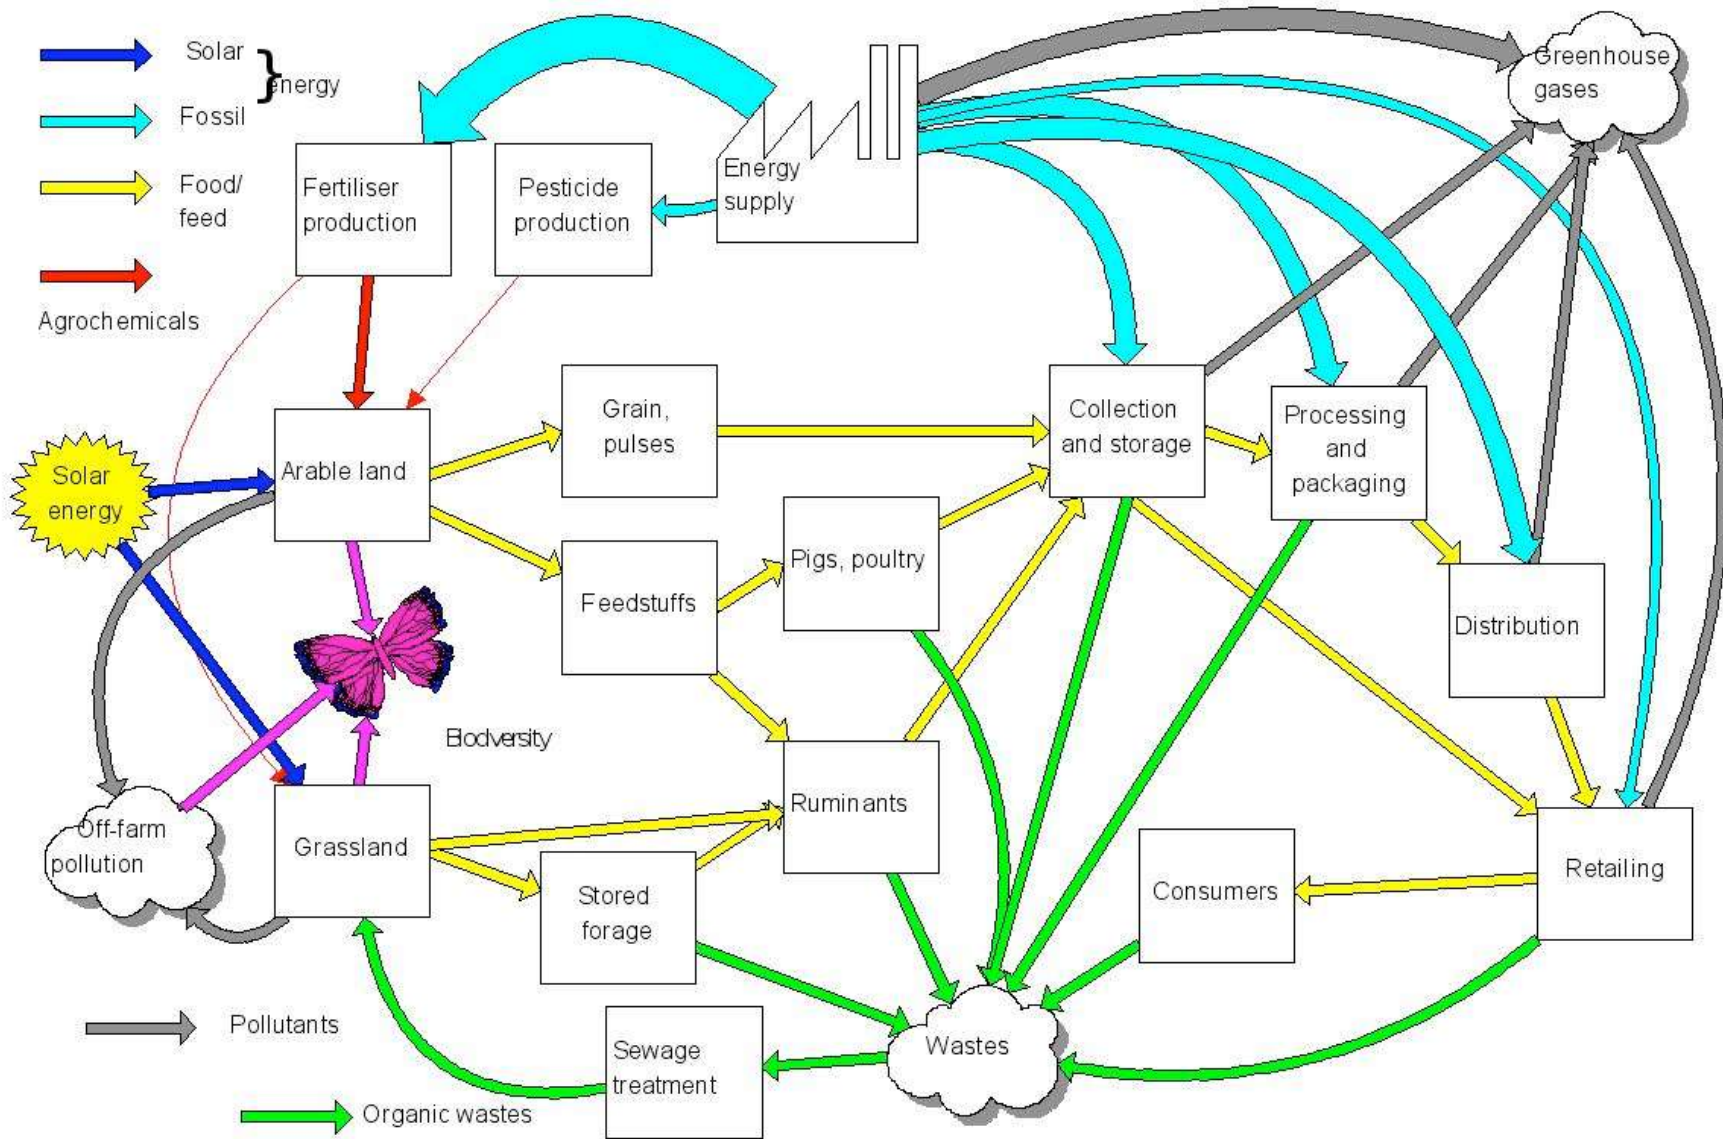 Solar
energy
Fossil
Food/
feed
Agrochemicals
Fertiliser
production
Pesticide
production
Energy
supply
Greenhouse
gases
Solar
energy
Arable land
Grain,
pulses
Feedstuffs
Pigs, poultry
Collection
and storage
Processing
and
packaging
Distribution
Biodversity
Off-farm
pollution
Grassland
Stored
forage
Ruminants
Consumers
Retailing
Pollutants
Sewage
treatment
Wastes
Organic wastes